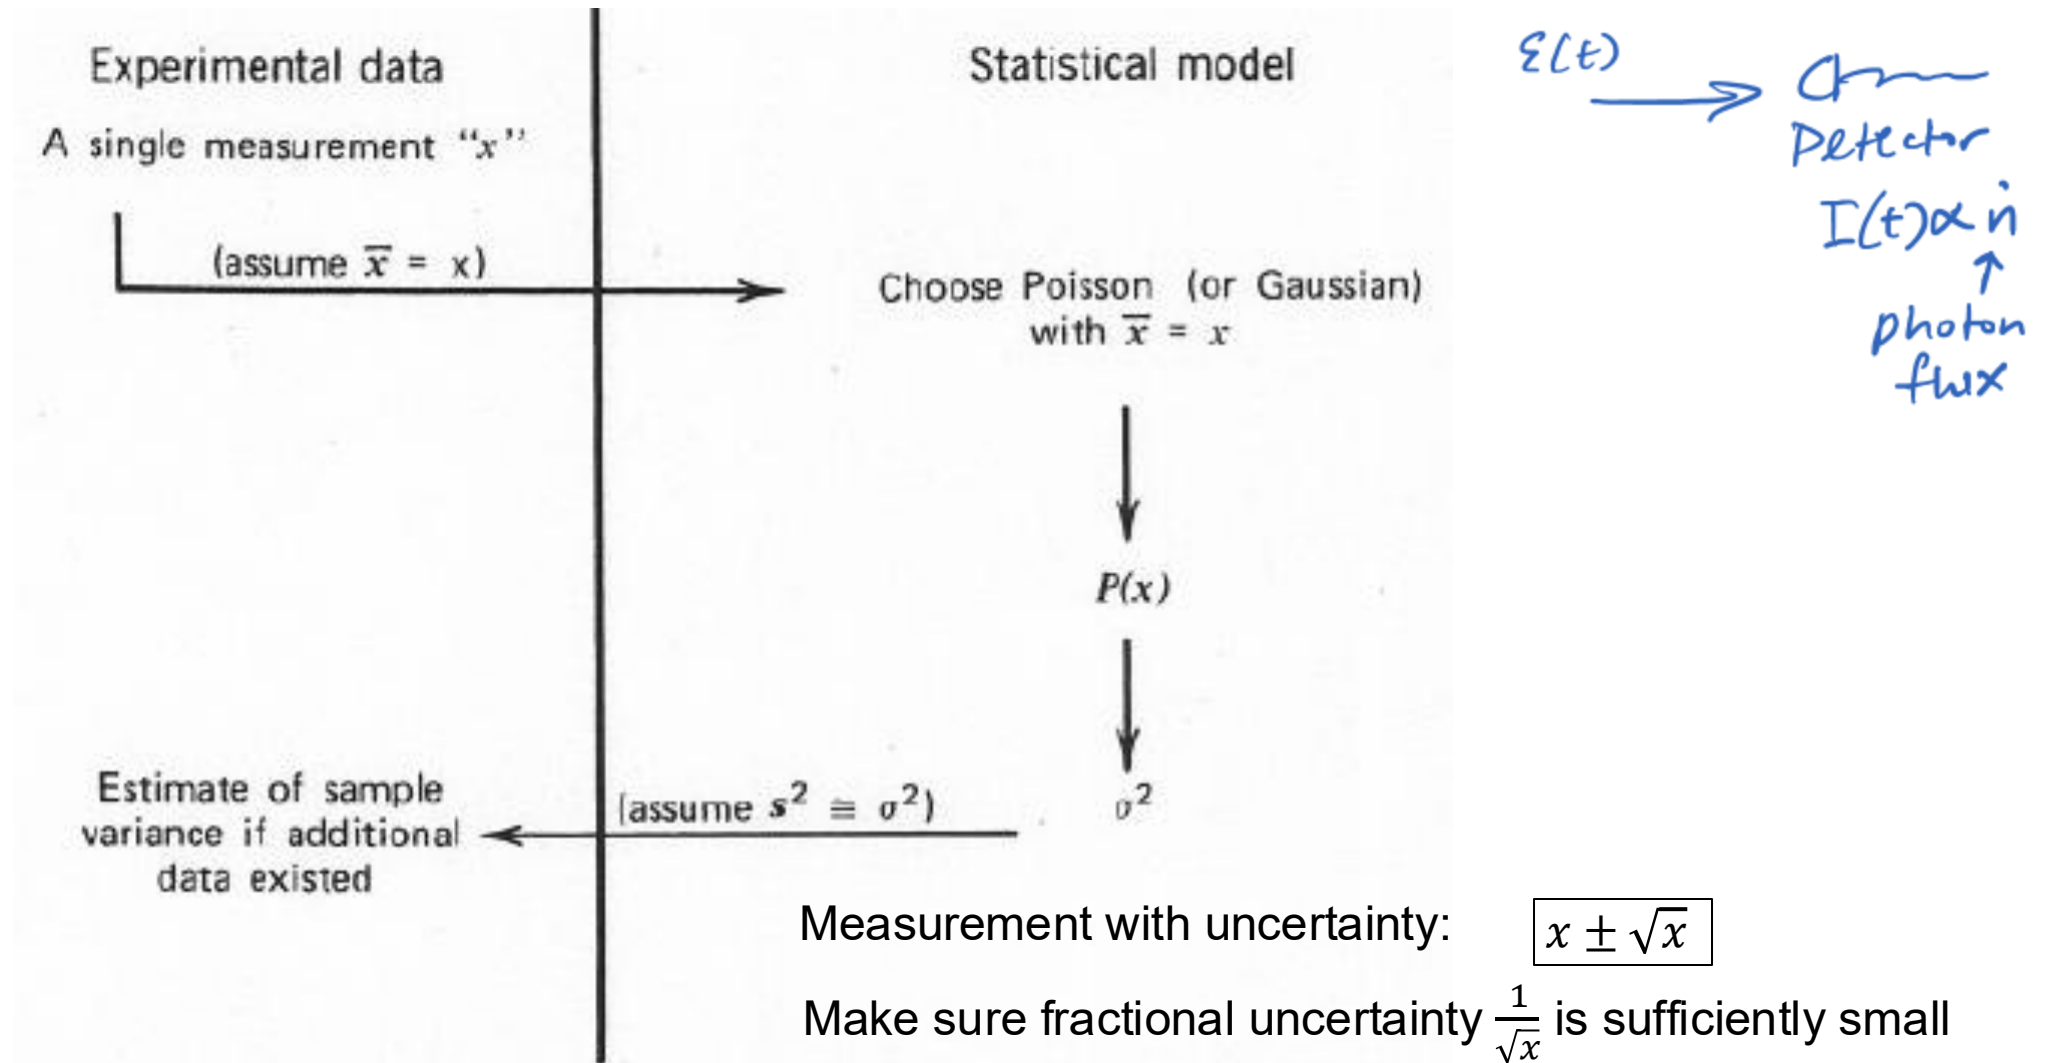 Experimental data
A single measurement “x”
(assume x̅ = x)
Statistical model
Choose Poisson (or Gaussian)
with x̅ = x
P(x)
σ²
(assume s² ≅ σ²)
Estimate of sample
variance if additional
data existed
Measurement with uncertainty: x ± √x
Make sure fractional uncertainty 1/√x is sufficiently small
ℰ(t)
Detector
I(t) ∝ ṅ
photon
flux